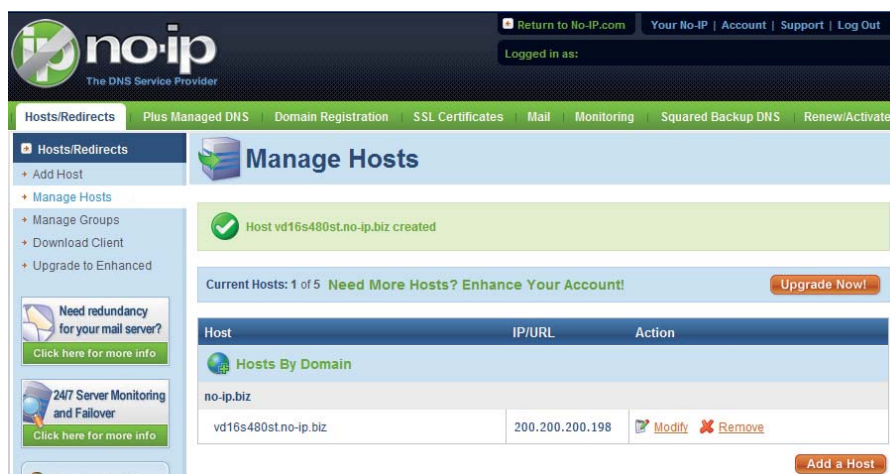 no-ip
The DNS Service Provider
Return to No-IP.com
Your No-IP | Account | Support | Log Out
Logged in as:
Hosts/Redirects
Plus Managed DNS
Domain Registration
SSL Certificates
Mail
Monitoring
Squared Backup DNS
Renew/Activate
Hosts/Redirects
Add Host
Manage Hosts
Manage Groups
Download Client
Upgrade to Enhanced
Need redundancy
for your mail server?
Click here for more info
24/7 Server Monitoring
and Failover
Click here for more info
Manage Hosts
Host vd16s480st.no-ip.biz created
Current Hosts: 1 of 5 Need More Hosts? Enhance Your Account!
Upgrade Now!
Host IP/URL Action
Hosts By Domain
no-ip.biz
vd16s480st.no-ip.biz 200.200.200.198 Modify Remove
Add a Host